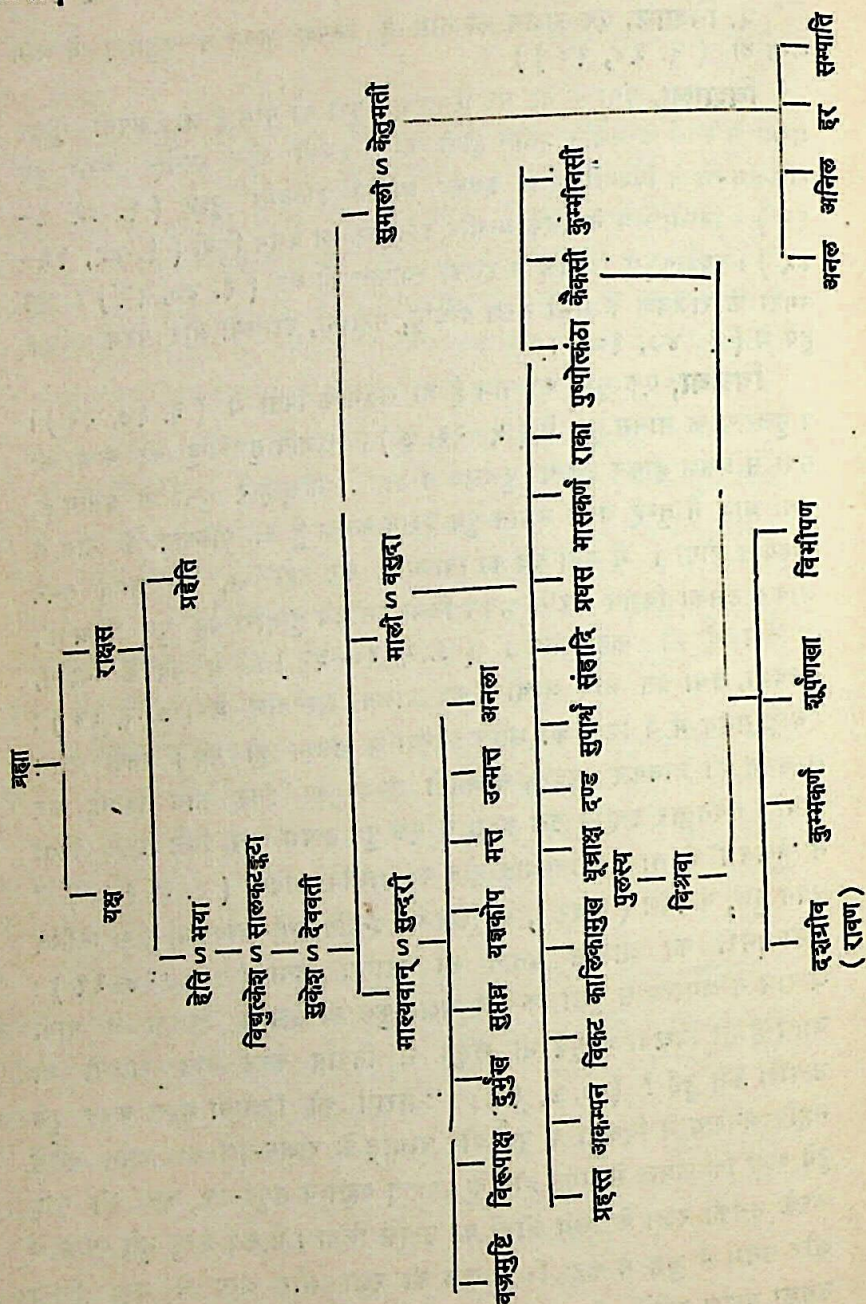 ब्रह्मा
यक्ष राक्षस
हेति ऽ भया प्रहेति
विद्युत्केश ऽ सालकटङ्कटा
सुकेश ऽ देववती
माल्यवान् ऽ सुन्दरी माली ऽ वसुदा सुमाली ऽ केतुमती
वज्रमुष्टि विरूपाक्ष दुर्मुख सुप्तघ्न यज्ञकोप मत्त उन्मत्त अनला
प्रहस्त अकम्पन विकट कालिकामुख धूम्राक्ष दण्ड सुपार्श्व संह्रादि प्रघस भासकर्ण राका पुष्पोत्कंठा कैकसी कुम्भीनसी
अनल अनिल हर सम्पाति
पुलस्त्य
विश्रवा
दशग्रीव कुम्भकर्ण शूर्पणखा विभीषण
( रावण )